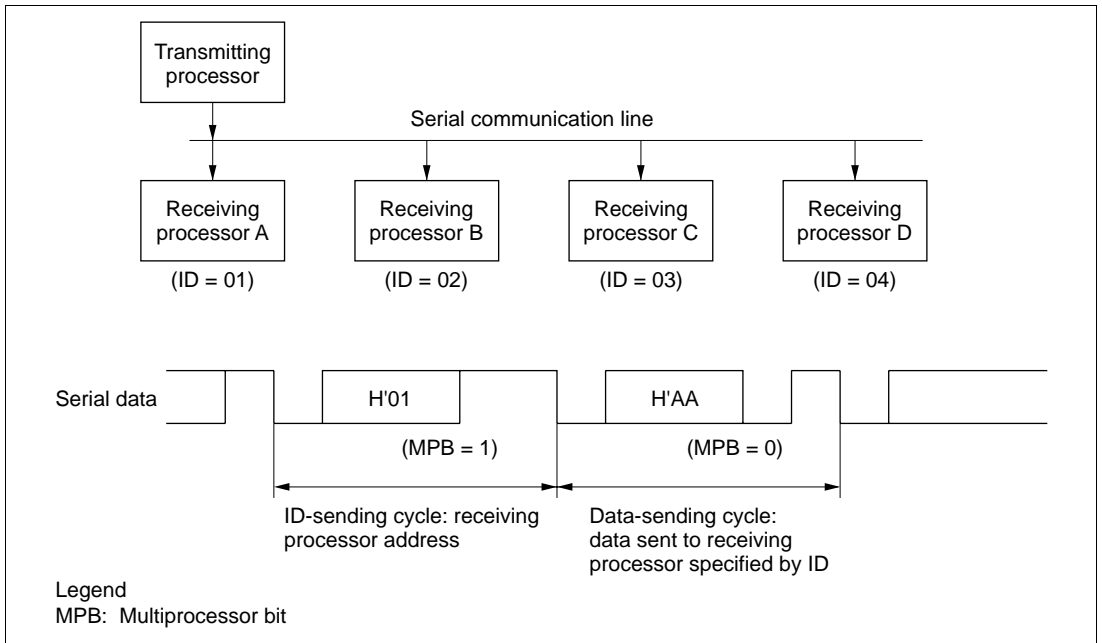 Transmitting
processor
Serial communication line
Receiving
processor A
Receiving
processor B
Receiving
processor C
Receiving
processor D
(ID = 01)
(ID = 02)
(ID = 03)
(ID = 04)
Serial data
H'01
H'AA
(MPB = 1)
(MPB = 0)
ID-sending cycle: receiving
processor address
Data-sending cycle:
data sent to receiving
processor specified by ID
Legend
MPB: Multiprocessor bit